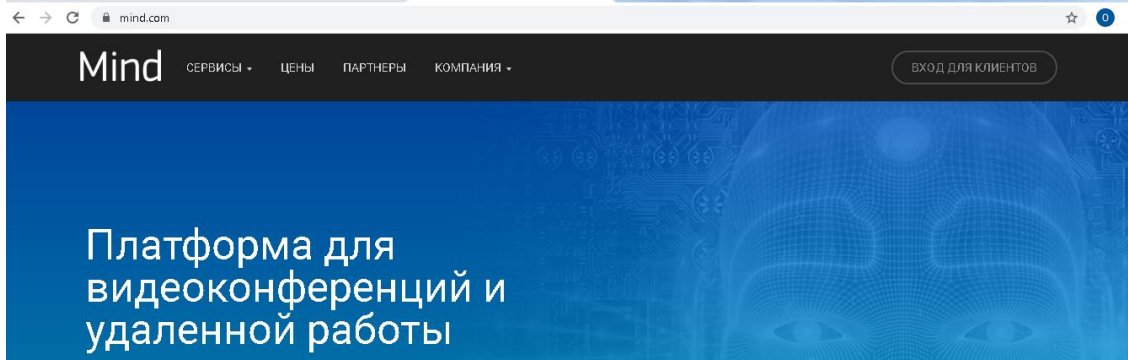 mind.com
O
Mind СЕРВИСЫ ЦЕНЫ ПАРТНЕРЫ КОМПАНИЯ ВХОД ДЛЯ КЛИЕНТОВ
Платформа для
видеоконференций и
удаленной работы